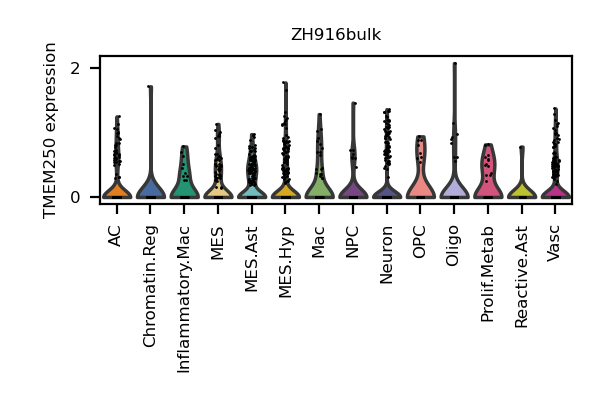 ZH916bulk
TMEM250 expression
2
0
AC
Chromatin.Reg
Inflammatory.Mac
MES
MES.Ast
MES.Hyp
Mac
NPC
Neuron
OPC
Oligo
Prolif.Metab
Reactive.Ast
Vasc